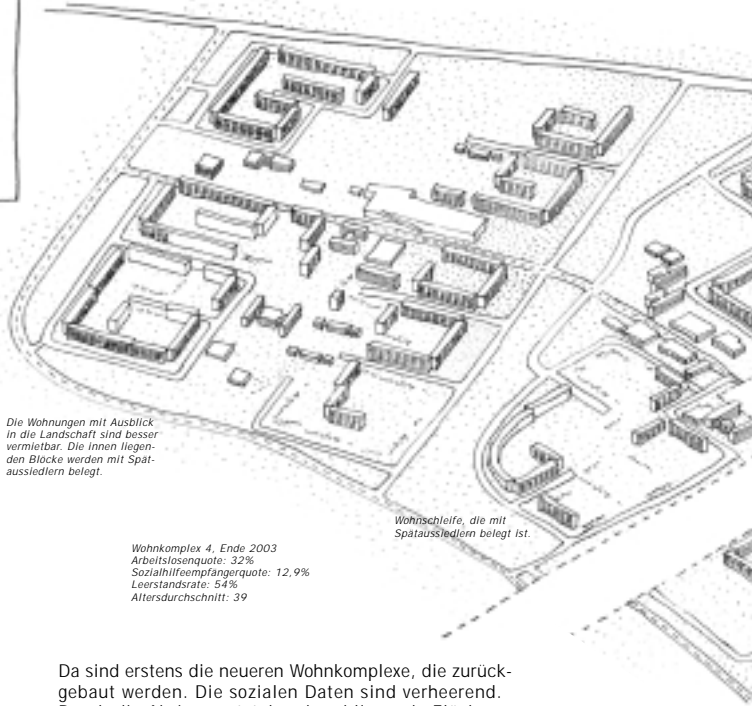 Die Wohnungen mit Ausblick
in die Landschaft sind besser
vermietbar. Die innen liegen-
den Blöcke werden mit Spät-
aussiedlern belegt.
Wohnschleife, die mit
Spätaussiedlern belegt ist.
Wohnkomplex 4, Ende 2003
Arbeitslosenquote: 32%
Sozialhilfeempfängerquote: 12,9%
Leerstandsrate: 54%
Altersdurchschnitt: 39
Da sind erstens die neueren Wohnkomplexe, die zurück-
gebaut werden. Die sozialen Daten sind verheerend.